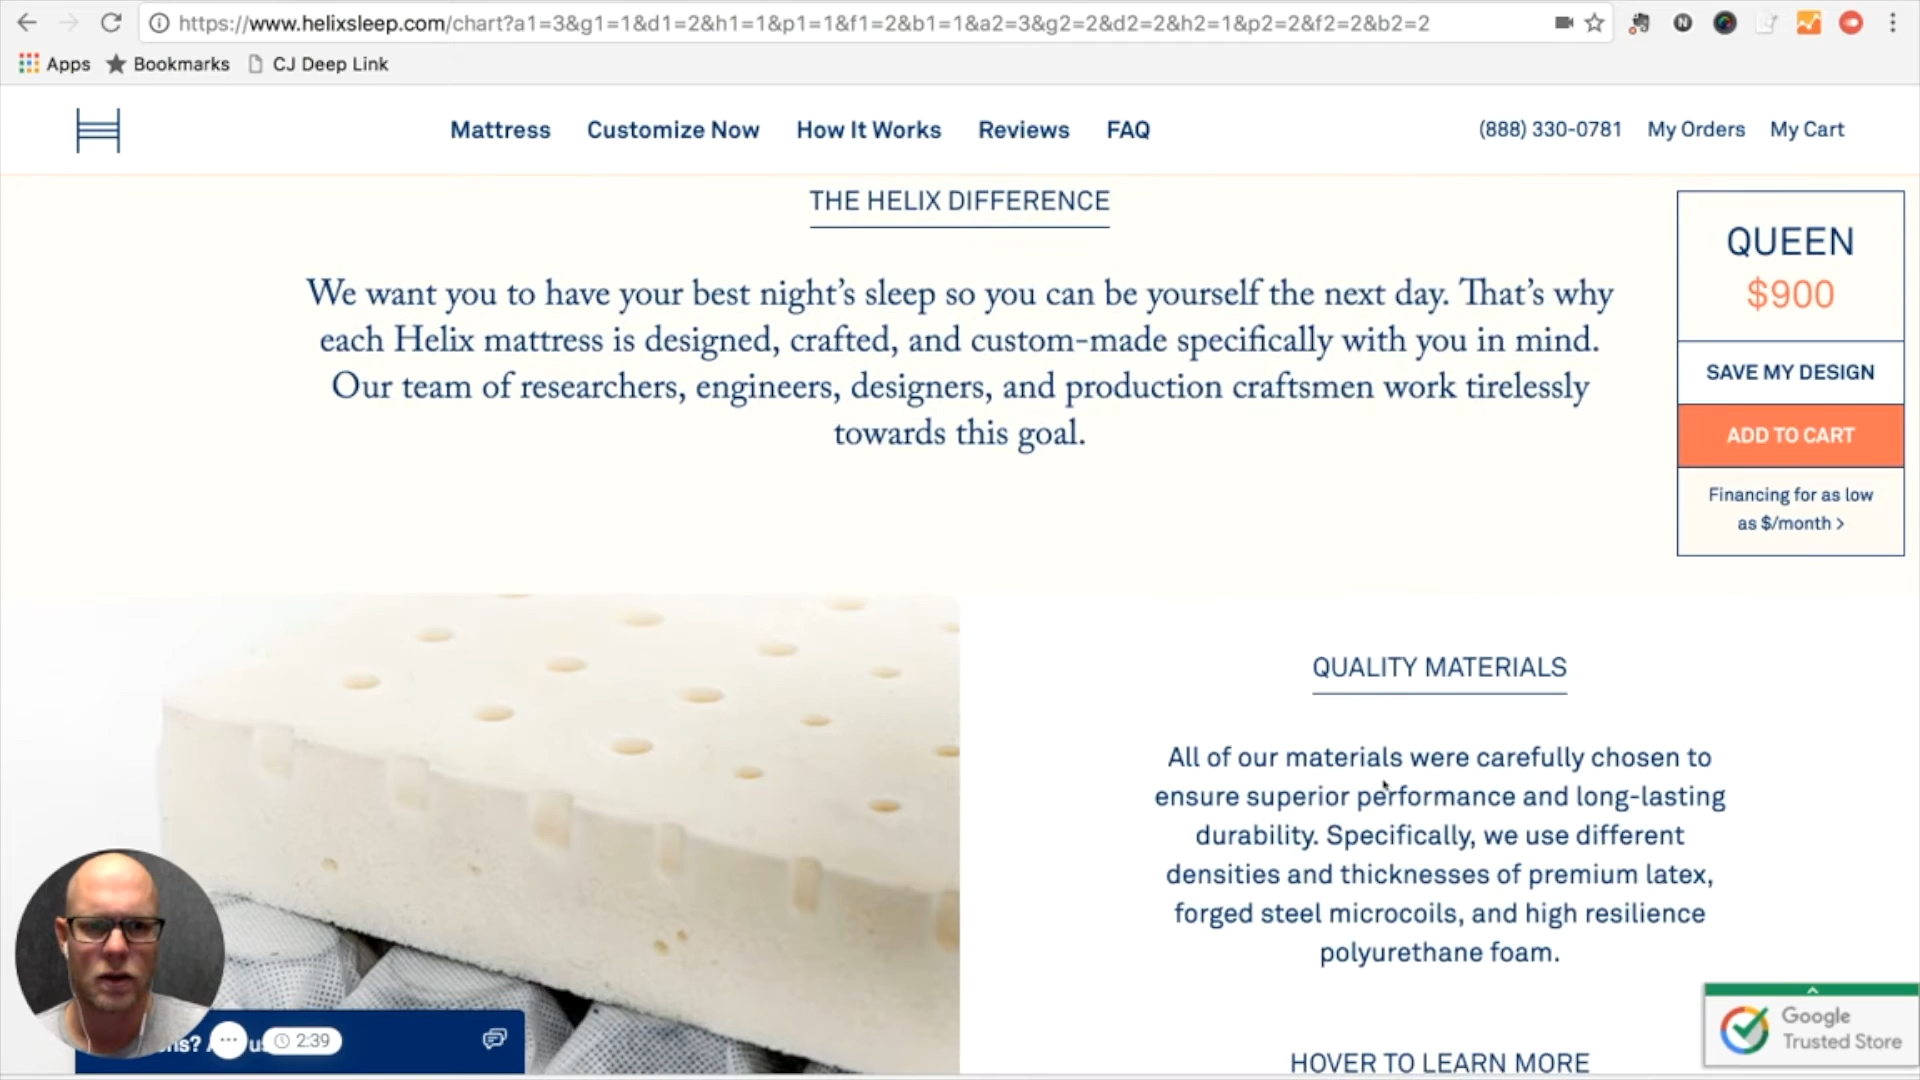 https://www.helixsleep.com/chart?a1=3&g1=1&d1=2&h1=1&p1=1&f1=2&b1=1&a2=3&g2=2&d2=2&h2=1&p2=2&f2=2&b2=2
Apps Bookmarks CJ Deep Link
Mattress Customize Now How It Works Reviews FAQ (888) 330-0781 My Orders My Cart
THE HELIX DIFFERENCE
We want you to have your best night's sleep so you can be yourself the next day. That's why
each Helix mattress is designed, crafted, and custom-made specifically with you in mind.
Our team of researchers, engineers, designers, and production craftsmen work tirelessly
towards this goal.
QUEEN
$900
SAVE MY DESIGN
ADD TO CART
Financing for as low
as $/month >
QUALITY MATERIALS
All of our materials were carefully chosen to
ensure superior performance and long-lasting
durability. Specifically, we use different
densities and thicknesses of premium latex,
forged steel microcoils, and high resilience
polyurethane foam.
HOVER TO LEARN MORE
2:39
Google
Trusted Store